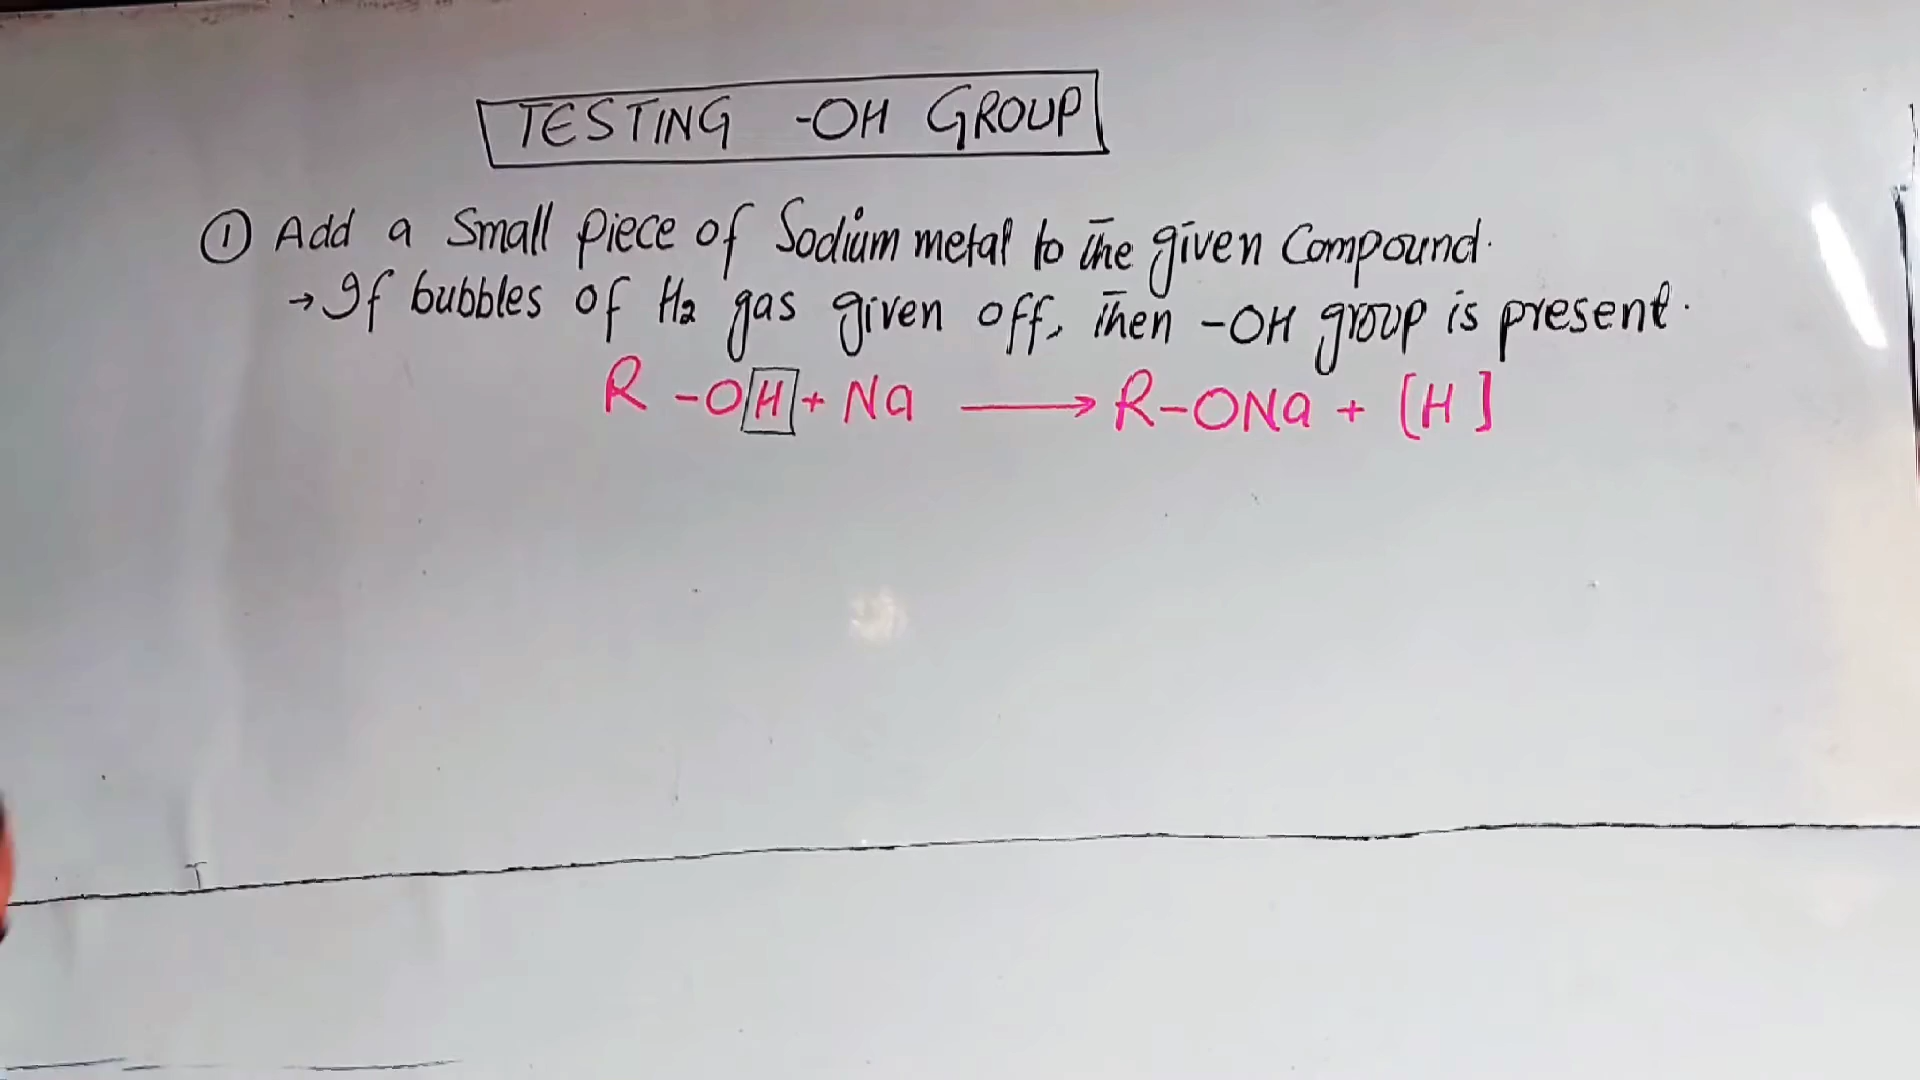 TESTING -OH GROUP
① Add a small piece of Sodium metal to the given Compound.
→ If bubbles of H₂ gas given off, then -OH group is present.
R-OH + Na ⟶ R-ONa + [H]